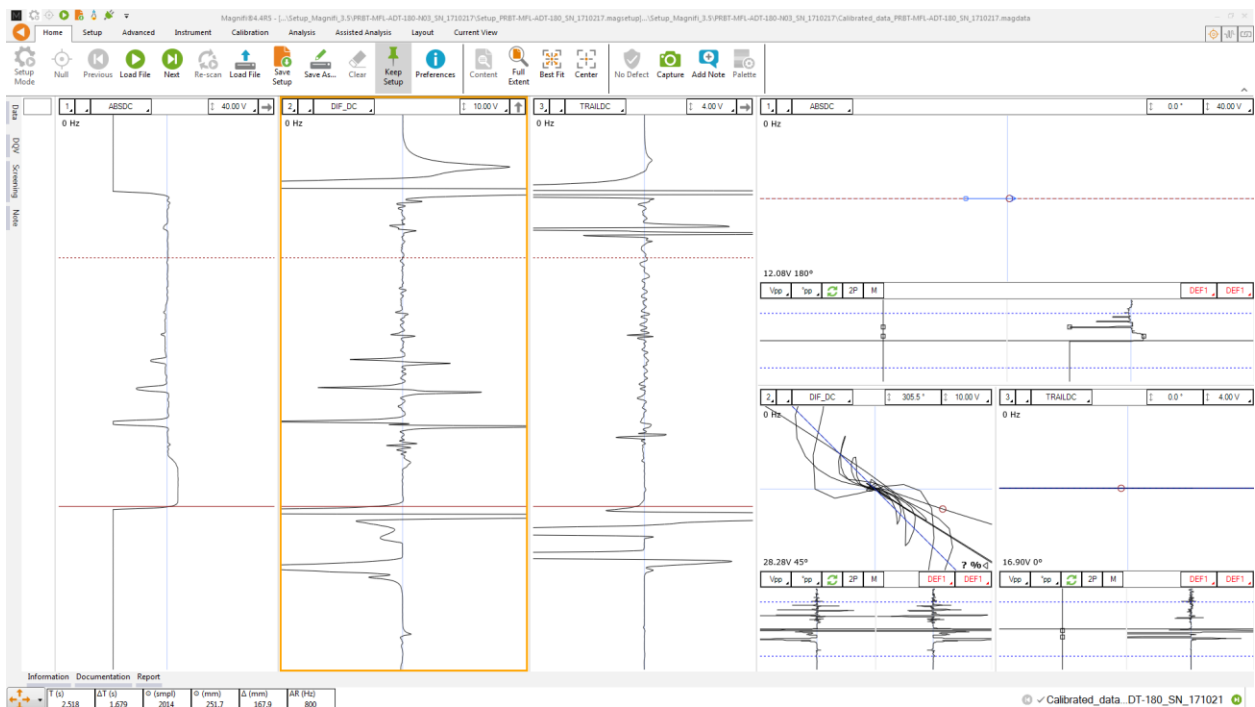 Magnifi®4.4R5 - [...\Setup_Magnifi_3.5\PRBT-MFL-ADT-180-N03_SN_1710217\Setup_PRBT-MFL-ADT-180_SN_1710217.magsetup]...\Setup_Magnifi_3.5\PRBT-MFL-ADT-180-N03_SN_1710217\Calibrated_data_PRBT-MFL-ADT-180_SN_1710217.magdata
Home Setup Advanced Instrument Calibration Analysis Assisted Analysis Layout Current View
Setup Mode Null Previous Load File Next Re-scan Load File Save Setup Save As... Clear Keep Setup Preferences Content Full Extent Best Fit Center No Defect Capture Add Note Palette
Data
DQV
Screening
Note
1 ABSDC 40.00 V 2 DIF_DC 10.00 V 3 TRAILDC 4.00 V 1 ABSDC 0.0 ° 40.00 V
0 Hz 0 Hz 0 Hz 0 Hz
12.08V 180°
Vpp °pp 2P M DEF1 DEF1
2 DIF_DC 305.5 ° 10.00 V 3 TRAILDC 0.0 ° 4.00 V
0 Hz 0 Hz
28.28V 45° ? % 16.90V 0°
Vpp °pp 2P M DEF1 DEF1 Vpp °pp 2P M DEF1 DEF1
Information Documentation Report
T (s) ΔT (s) Θ (smpl) Θ (mm) Δ (mm) AR (Hz)
2.518 1.679 2014 251.7 167.9 800
Calibrated_data...DT-180_SN_171021